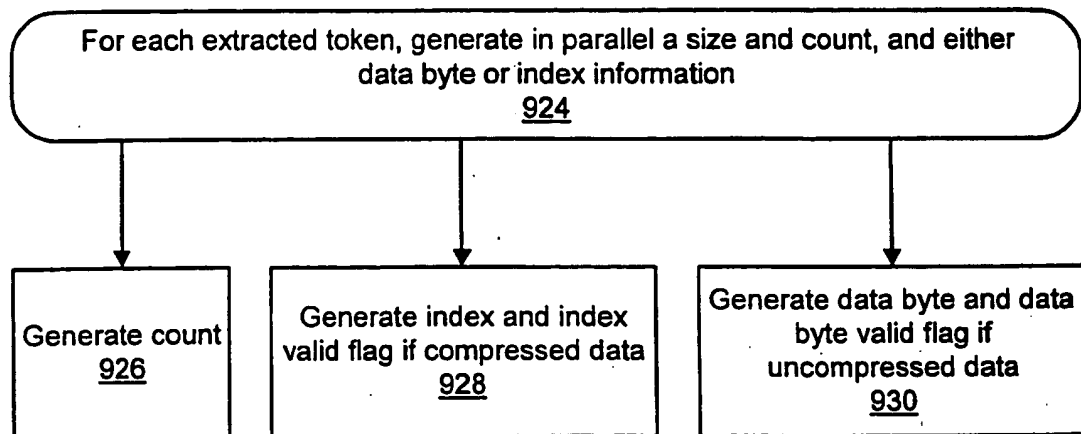 For each extracted token, generate in parallel a size and count, and either
data byte or index information
924
Generate count
926
Generate index and index
valid flag if compressed data
928
Generate data byte and data
byte valid flag if
uncompressed data
930